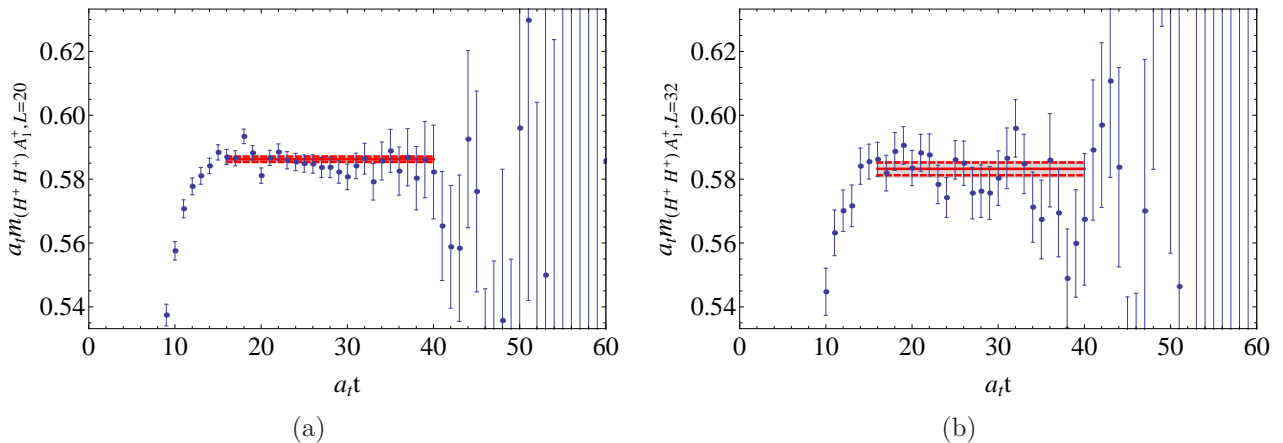 0.62
0.60
0.58
0.56
0.54
a_t m_{(H^+ H^+) A_1^+, L=20}
0 10 20 30 40 50 60
a_t t
(a)
0.62
0.60
0.58
0.56
0.54
a_t m_{(H^+ H^+) A_1^+, L=32}
0 10 20 30 40 50 60
a_t t
(b)